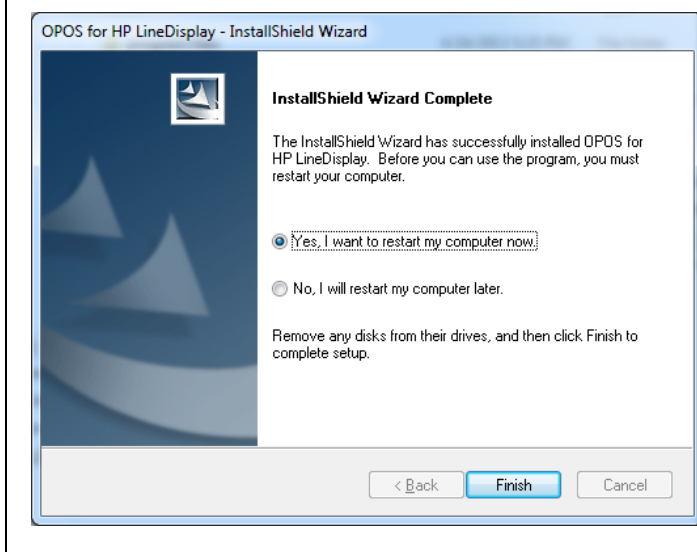 OPOS for HP LineDisplay - InstallShield Wizard
InstallShield Wizard Complete
The InstallShield Wizard has successfully installed OPOS for
HP LineDisplay. Before you can use the program, you must
restart your computer.
Yes, I want to restart my computer now.
No, I will restart my computer later.
Remove any disks from their drives, and then click Finish to
complete setup.
< Back
Finish
Cancel